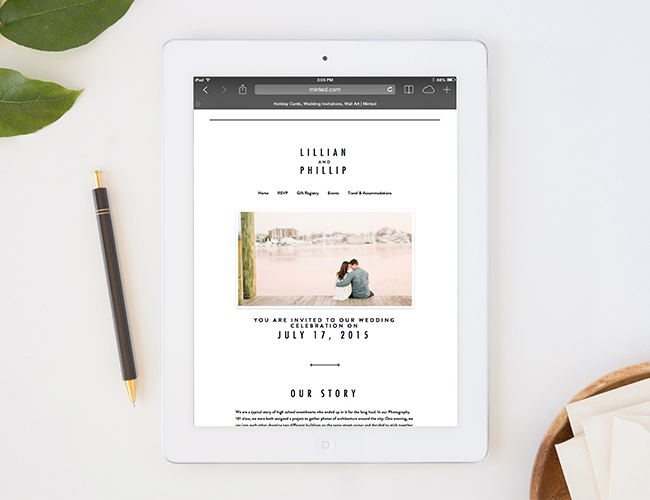 iPad 3:05 PM 88%
minted.com
Holiday Cards, Wedding Invitations, Wall Art | Minted
LILLIAN
AND
PHILLIP
Home RSVP Gift Registry Events Travel & Accommodations
YOU ARE INVITED TO OUR WEDDING
CELEBRATION ON
JULY 17, 2015
OUR STORY
We are a typical story of high school sweethearts who ended up in it for the long haul. In our Photography
101 class, we were both assigned a project to gather photos of architecture around the city. One evening, we
ran into each other shooting two different buildings on the same street corner and decided to stick together